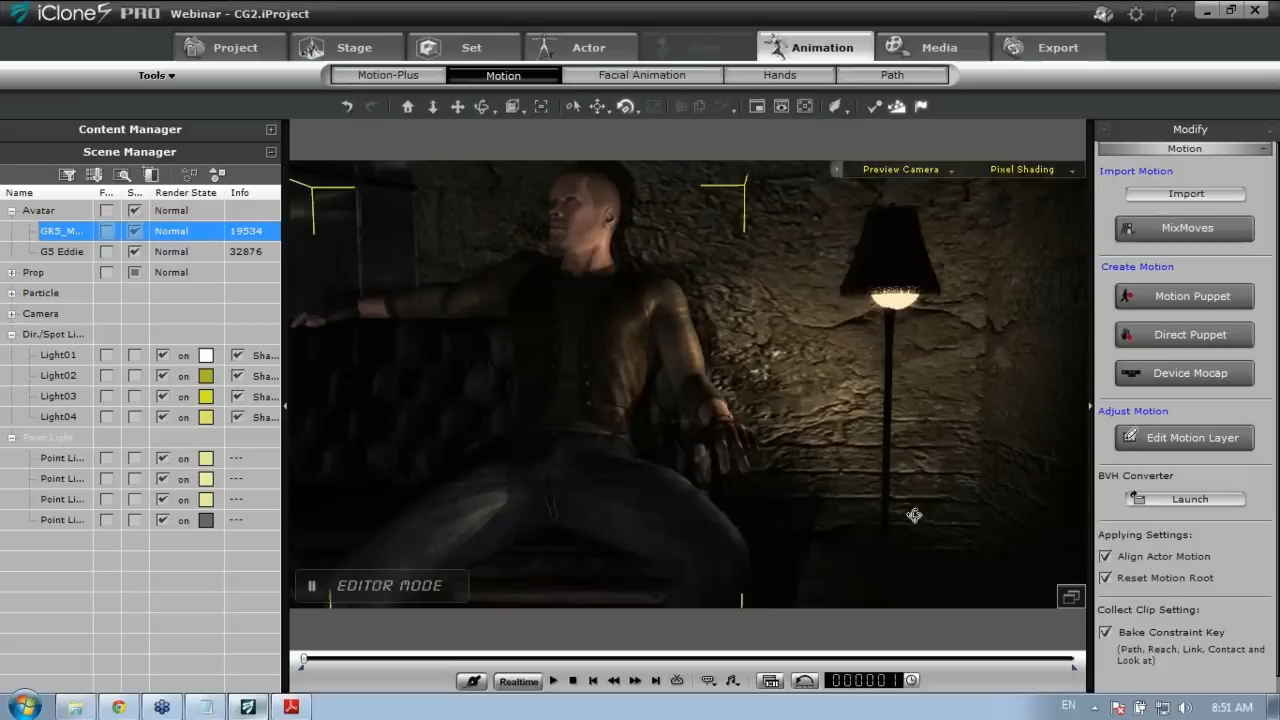 iClone5 PRO Webinar - CG2.iProject
Project Stage Set Actor Animation Media Export
Tools
Motion-Plus Motion Facial Animation Hands Path
Content Manager
Scene Manager
Name F... S... Render State Info
Avatar Normal
GR5_M... Normal 19534
G5 Eddie Normal 32876
Prop Normal
Particle
Camera
Dir./Spot Li...
Light01 on Sha...
Light02 on Sha...
Light03 on Sha...
Light04 on Sha...
Point Light
Point Li... on ---
Point Li... on ---
Point Li... on ---
Point Li... on ---
Preview Camera Pixel Shading
EDITOR MODE
Modify
Motion
Import Motion
Import
MixMoves
Create Motion
Motion Puppet
Direct Puppet
Device Mocap
Adjust Motion
Edit Motion Layer
BVH Converter
Launch
Applying Settings:
Align Actor Motion
Reset Motion Root
Collect Clip Setting:
Bake Constraint Key
(Path, Reach, Link, Contact and
Look at)
Realtime
000001
EN
8:51 AM